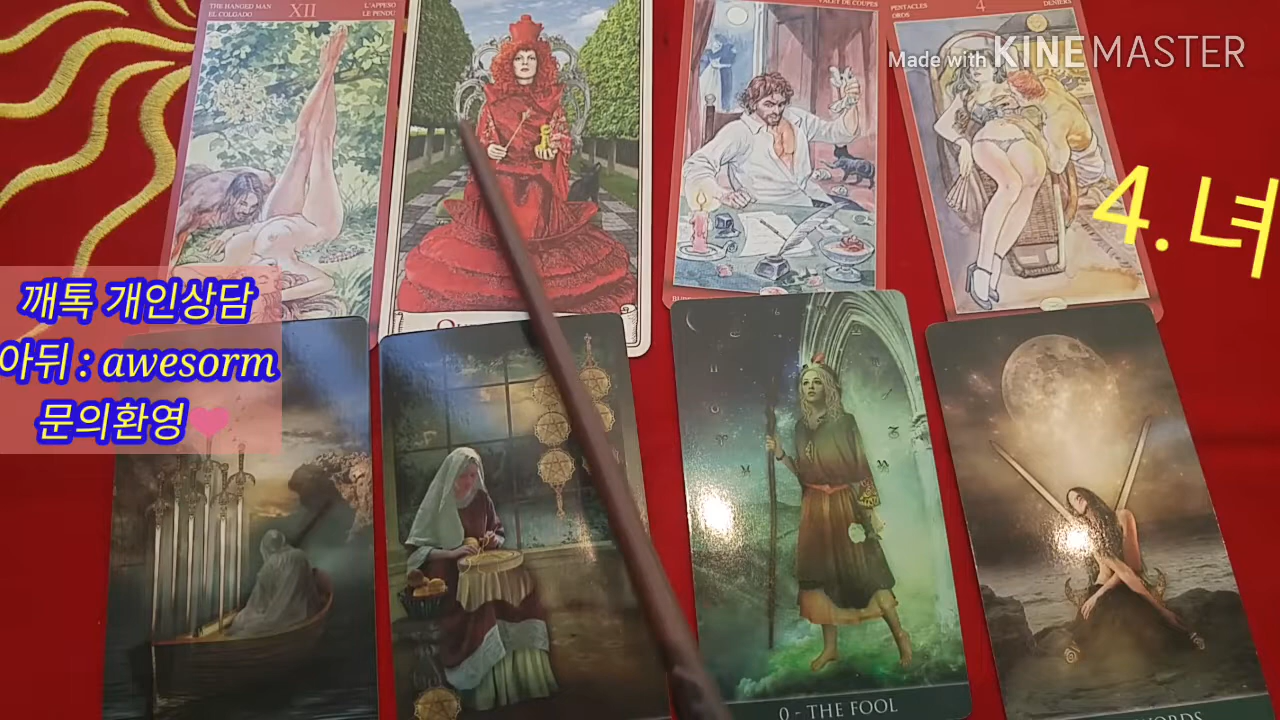 THE HANGED MAN
EL COLGADO
XII
L'APPESO
LE PENDU
PENTACLES
4
DENIERS
Made with KINEMASTER
4. 녀
깨톡 개인상담
아뒤 : awesorm
문의환영
0 - THE FOOL